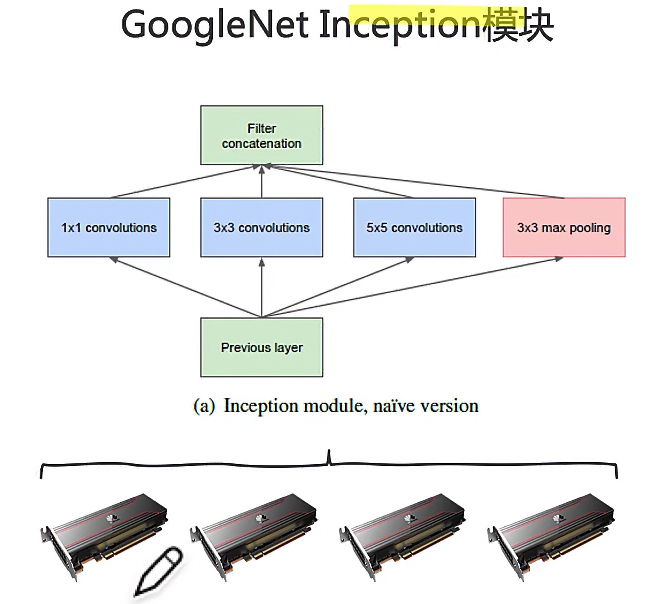 GoogleNet Inception模块
Filter
concatenation
1x1 convolutions
3x3 convolutions
5x5 convolutions
3x3 max pooling
Previous layer
(a) Inception module, naïve version